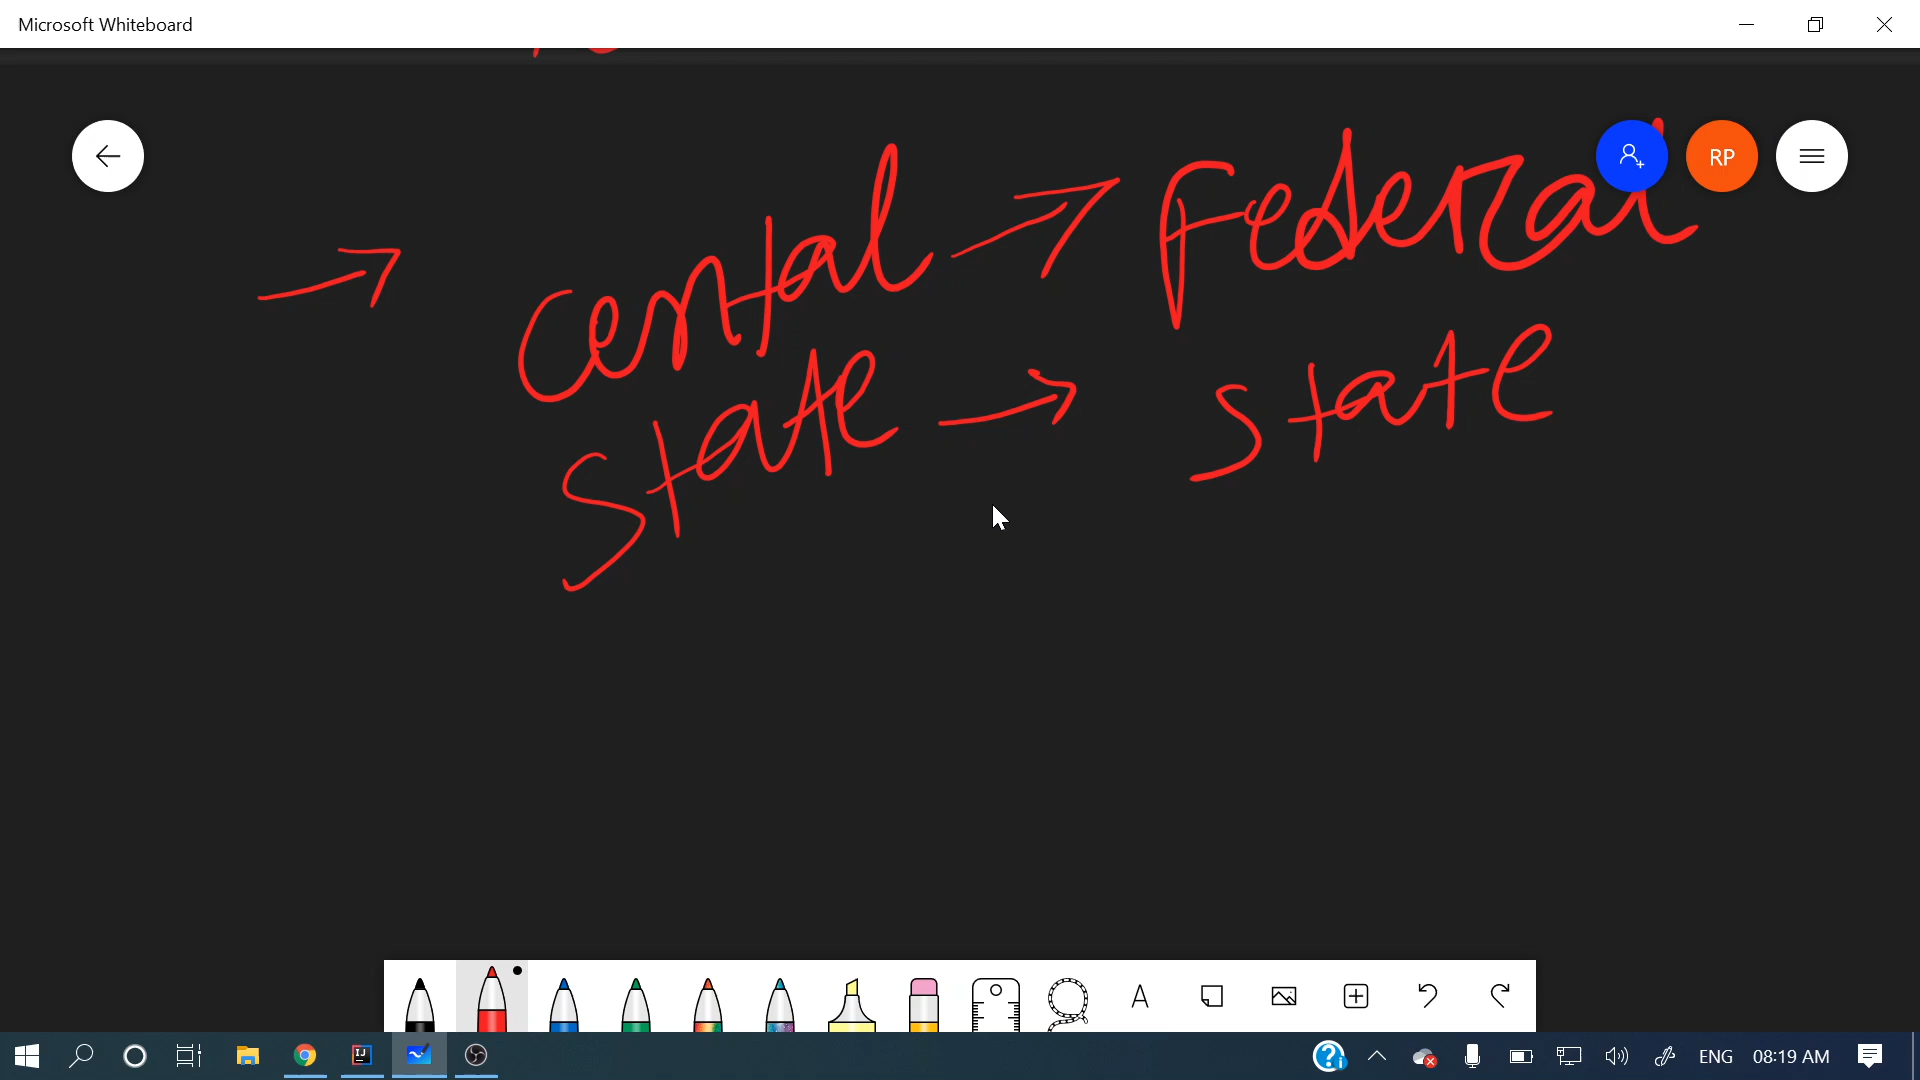 Microsoft Whiteboard
RP
→ cental → Federal
state → state
A
ENG 08:19 AM